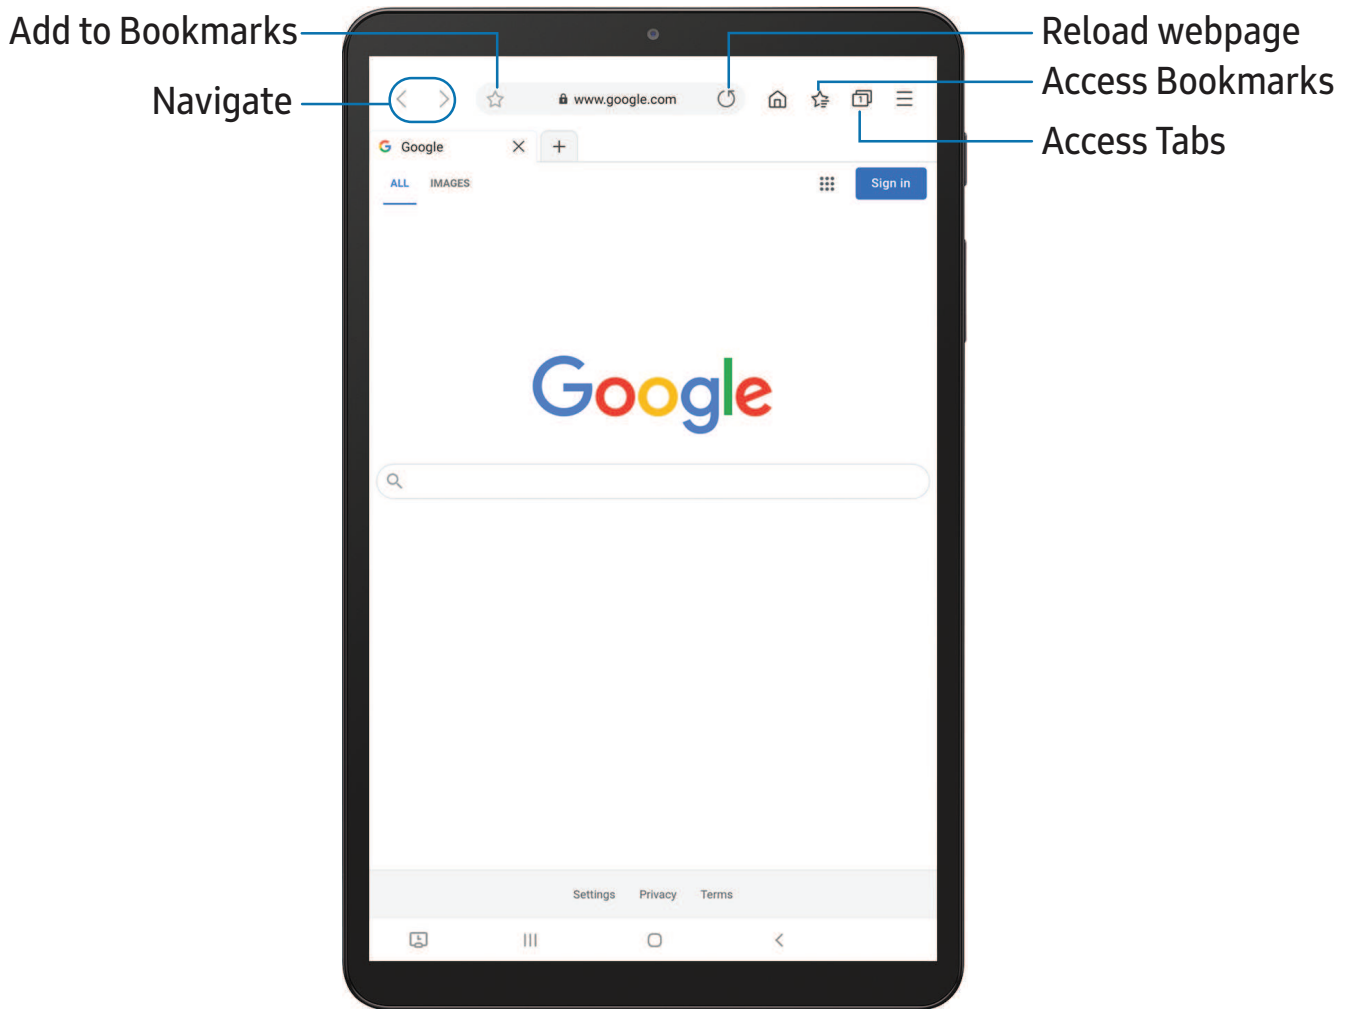 Add to Bookmarks
Reload webpage
Access Bookmarks
Navigate
www.google.com
1
Access Tabs
G Google
ALL IMAGES
Sign in
Google
Settings Privacy Terms